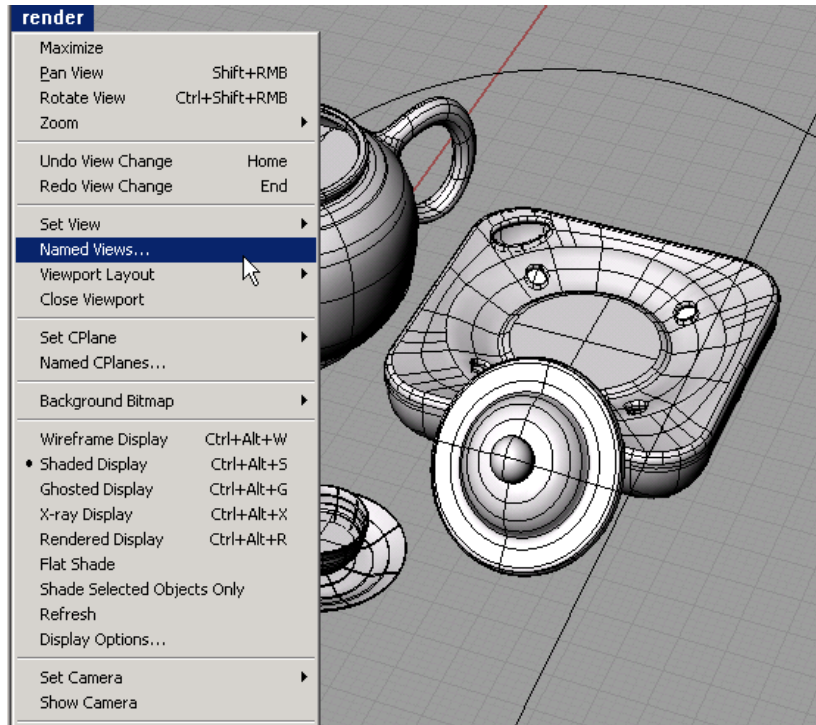 render
Maximize
Pan View Shift+RMB
Rotate View Ctrl+Shift+RMB
Zoom
Undo View Change Home
Redo View Change End
Set View
Named Views...
Viewport Layout
Close Viewport
Set CPlane
Named CPlanes...
Background Bitmap
Wireframe Display Ctrl+Alt+W
Shaded Display Ctrl+Alt+S
Ghosted Display Ctrl+Alt+G
X-ray Display Ctrl+Alt+X
Rendered Display Ctrl+Alt+R
Flat Shade
Shade Selected Objects Only
Refresh
Display Options...
Set Camera
Show Camera